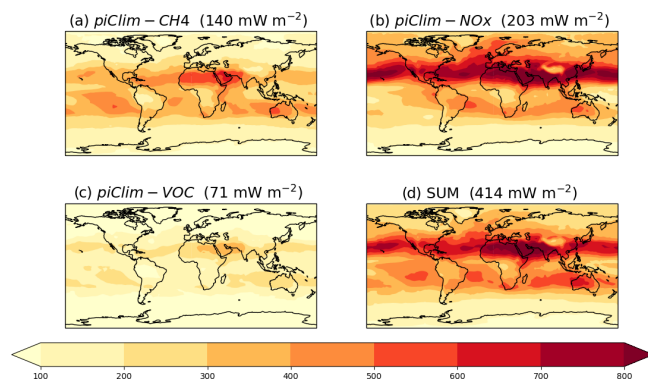 (a) piClim−CH4 (140 mW m⁻²)
(b) piClim−NOx (203 mW m⁻²)
(c) piClim−VOC (71 mW m⁻²)
(d) SUM (414 mW m⁻²)
100 200 300 400 500 600 700 800